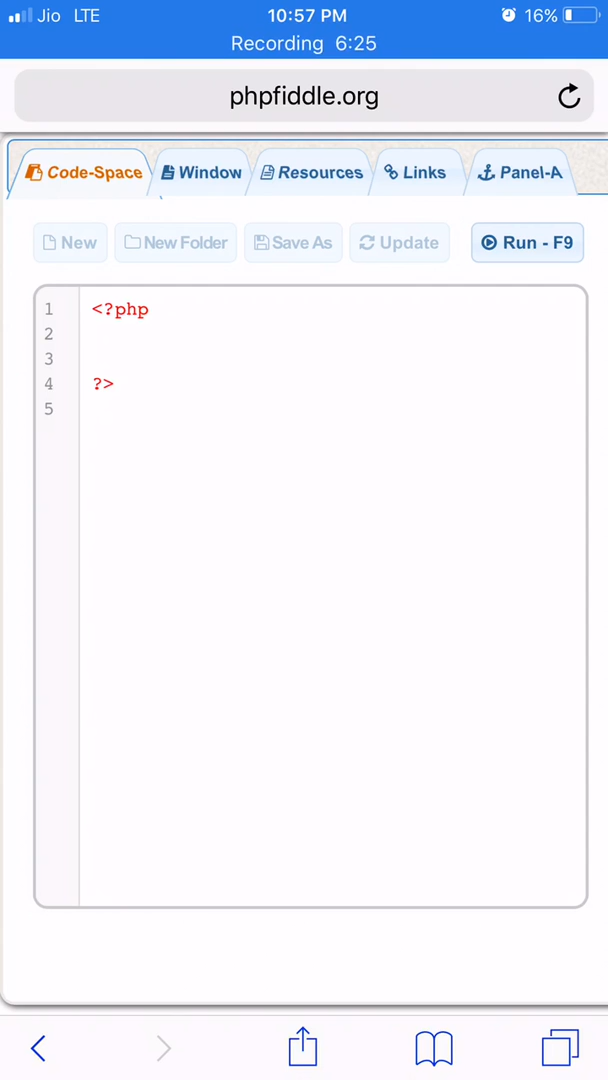 Jio LTE 10:57 PM 16%
Recording 6:25
phpfiddle.org
Code-Space Window Resources Links Panel-A
New New Folder Save As Update Run - F9
1 <?php
2
3
4 ?>
5